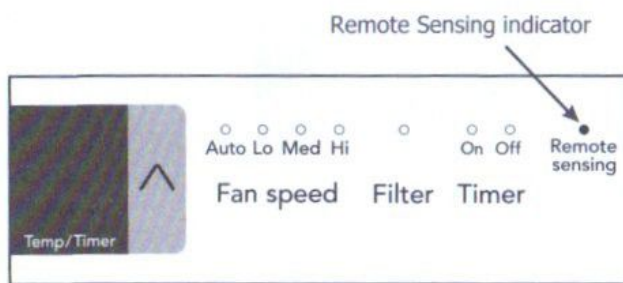 Remote Sensing indicator
Auto Lo Med Hi On Off Remote
sensing
Fan speed Filter Timer
Temp/Timer